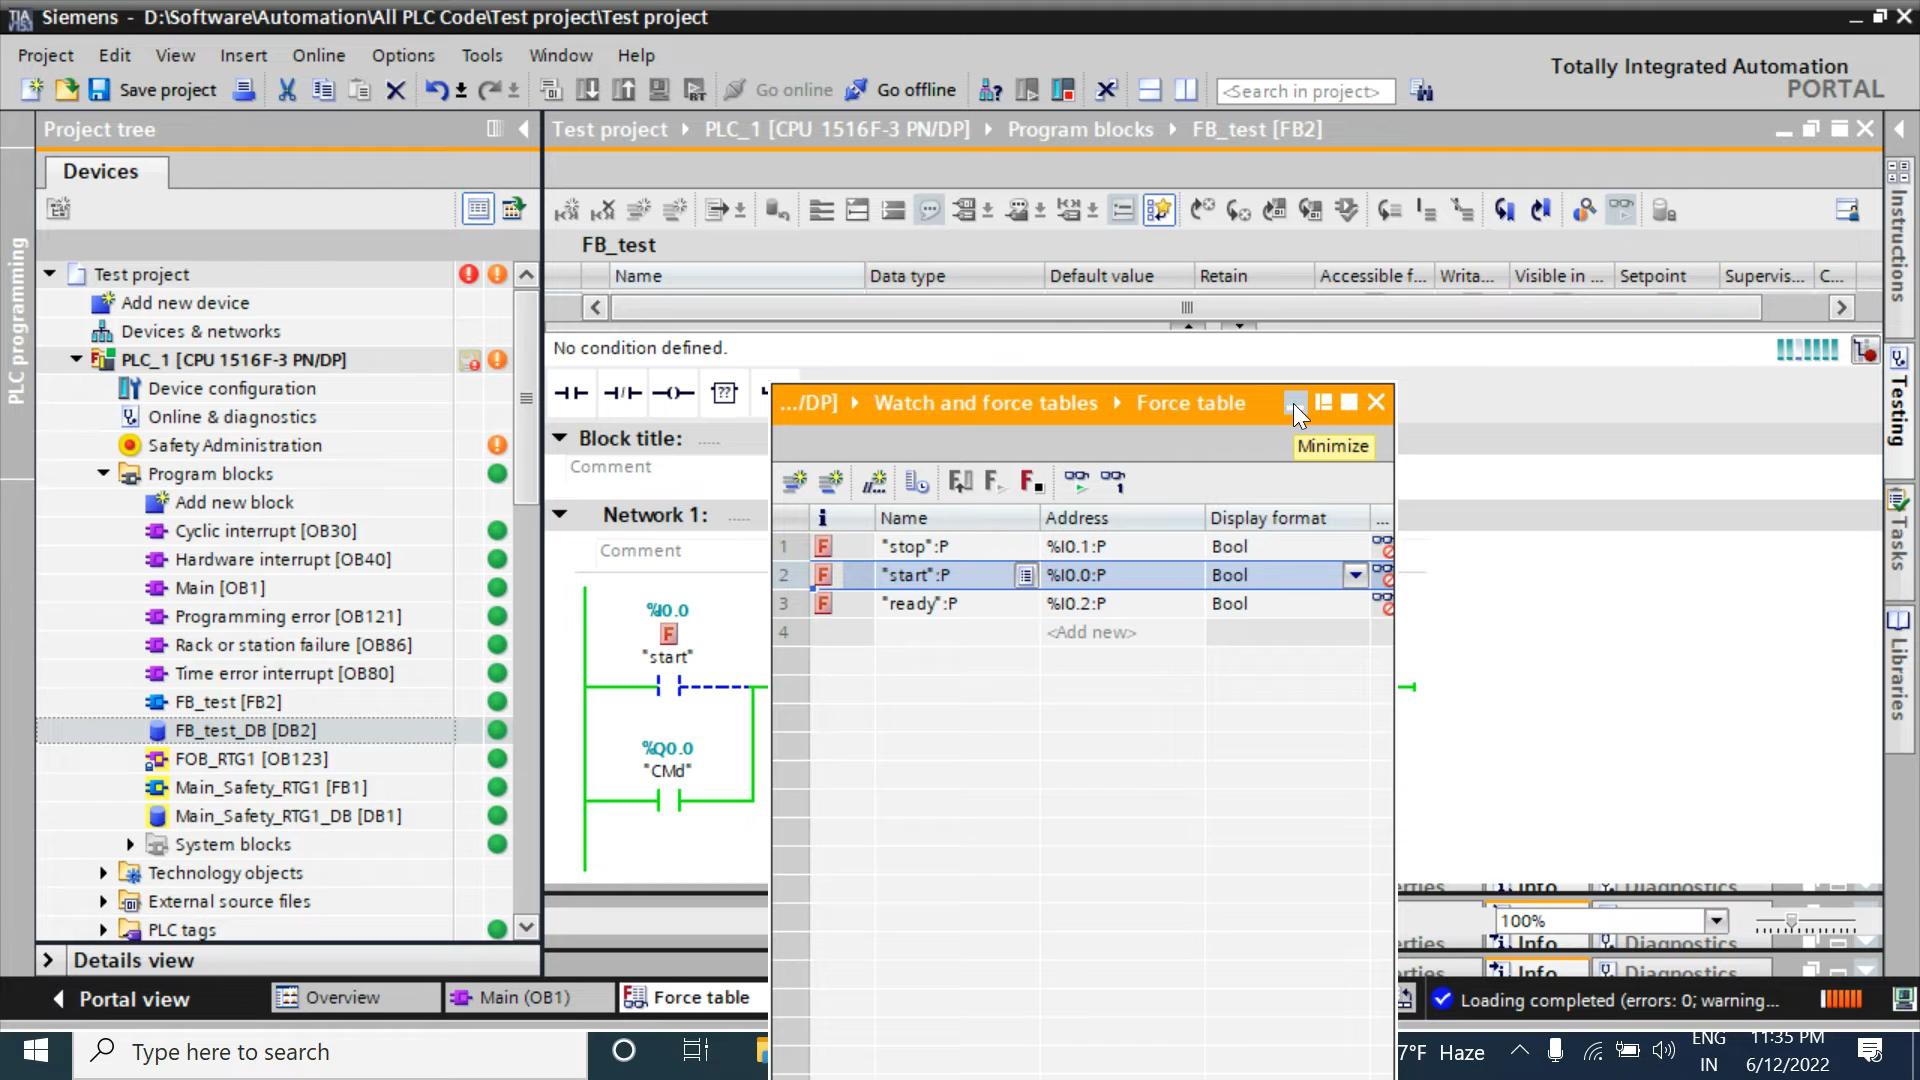 Siemens - D:\Software\Automation\All PLC Code\Test project\Test project
Project Edit View Insert Online Options Tools Window Help
Totally Integrated Automation
PORTAL
Save project
Go online
Go offline
<Search in project>
Project tree
Test project PLC_1 [CPU 1516F-3 PN/DP] Program blocks FB_test [FB2]
Devices
PLC programming
Instructions
Testing
Tasks
Libraries
FB_test
Name Data type Default value Retain Accessible f... Writa... Visible in ... Setpoint Supervis... C...
Test project
Add new device
Devices & networks
PLC_1 [CPU 1516F-3 PN/DP]
Device configuration
Online & diagnostics
Safety Administration
Program blocks
Add new block
Cyclic interrupt [OB30]
Hardware interrupt [OB40]
Main [OB1]
Programming error [OB121]
Rack or station failure [OB86]
Time error interrupt [OB80]
FB_test [FB2]
FB_test_DB [DB2]
FOB_RTG1 [OB123]
Main_Safety_RTG1 [FB1]
Main_Safety_RTG1_DB [DB1]
System blocks
Technology objects
External source files
PLC tags
Details view
No condition defined.
??
Block title: .....
Comment
Network 1: .....
Comment
%I0.0
F
"start"
%Q0.0
"CMd"
.../DP] Watch and force tables Force table
Minimize
i Name Address Display format ...
1 F "stop":P %I0.1:P Bool
2 F "start":P %I0.0:P Bool
3 F "ready":P %I0.2:P Bool
4 <Add new>
Info Diagnostics
100%
Info Diagnostics
Info Diagnostics
Portal view
Overview
Main (OB1)
Force table
Loading completed (errors: 0; warning...
Type here to search
7°F Haze
ENG
IN
11:35 PM
6/12/2022